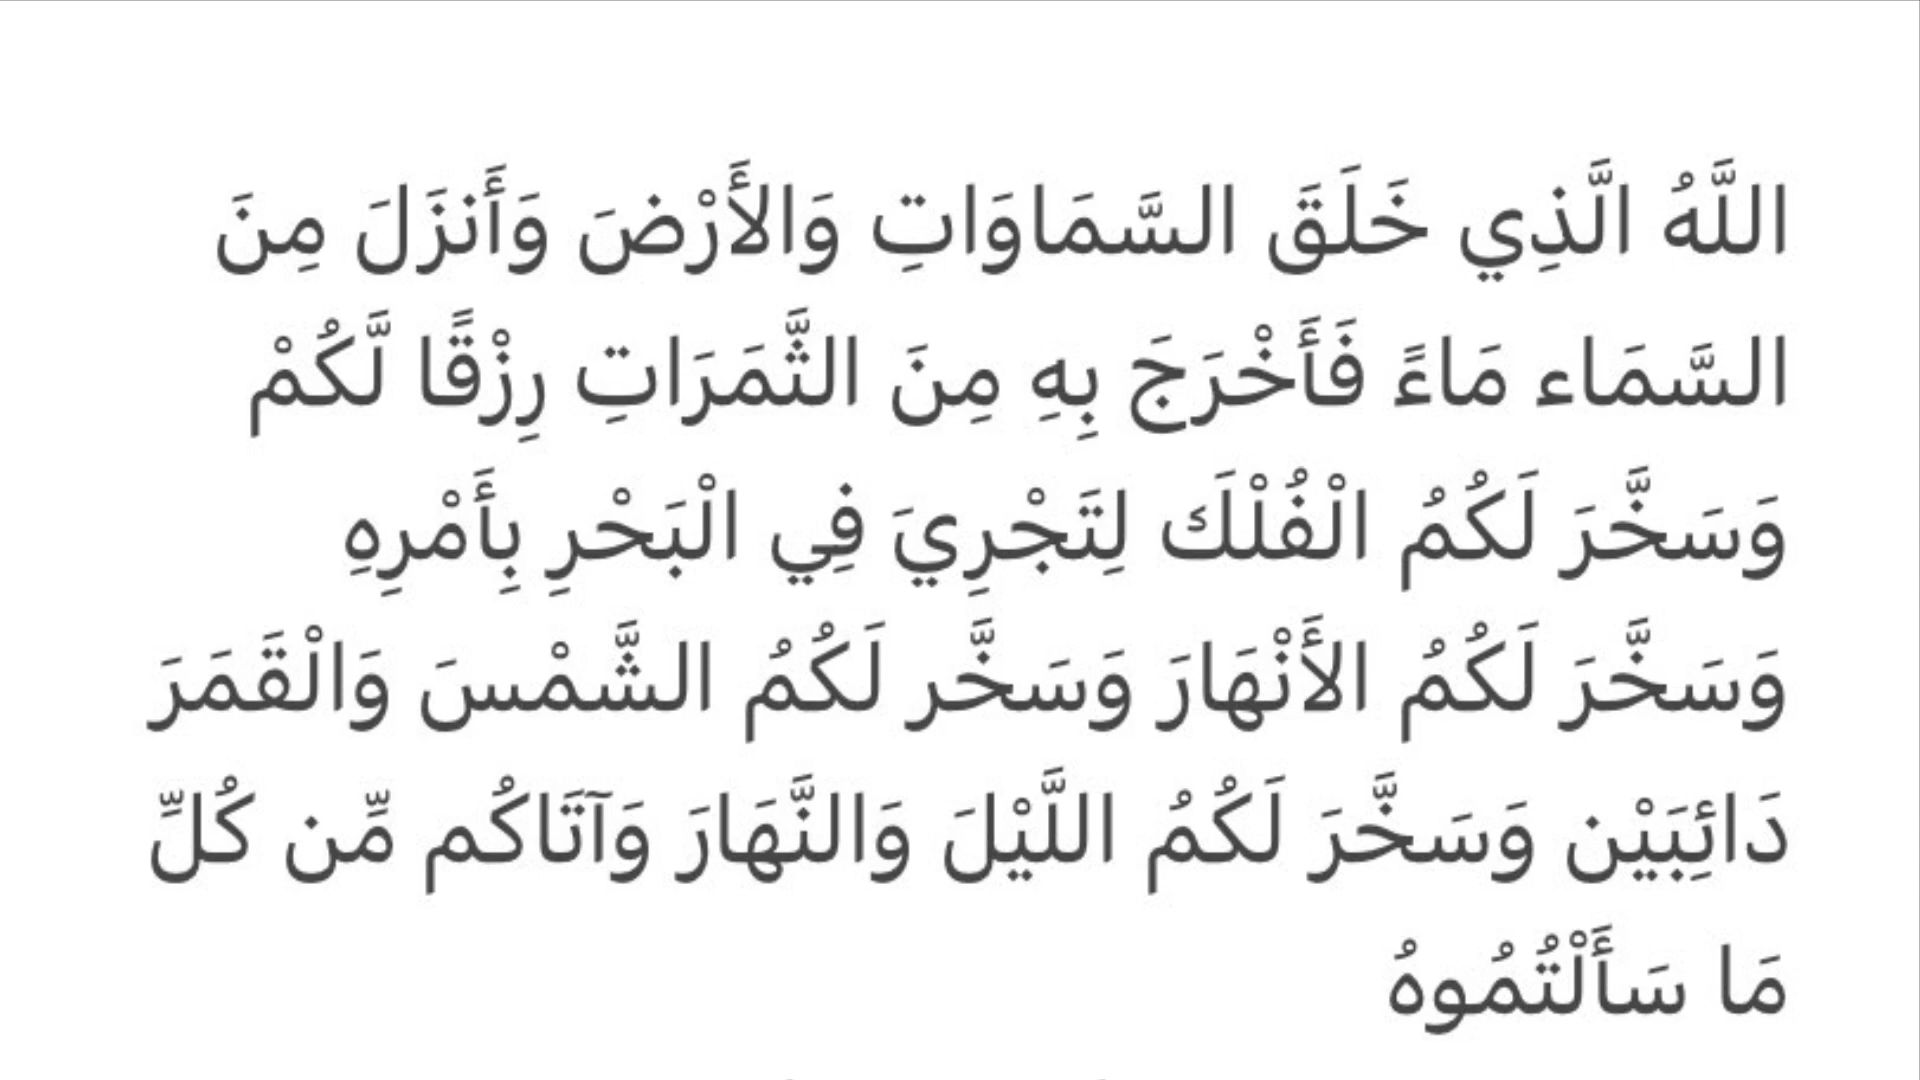 اللَّهُ الَّذِي خَلَقَ السَّمَاوَاتِ وَالأَرْضَ وَأَنزَلَ مِنَ
السَّمَاء مَاءً فَأَخْرَجَ بِهِ مِنَ الثَّمَرَاتِ رِزْقًا لَّكُمْ
وَسَخَّرَ لَكُمُ الْفُلْكَ لِتَجْرِيَ فِي الْبَحْرِ بِأَمْرِهِ
وَسَخَّرَ لَكُمُ الأَنْهَارَ وَسَخَّر لَكُمُ الشَّمْسَ وَالْقَمَرَ
دَائِبَيْن وَسَخَّرَ لَكُمُ اللَّيْلَ وَالنَّهَارَ وَآتَاكُم مِّن كُلِّ
مَا سَأَلْتُمُوهُ